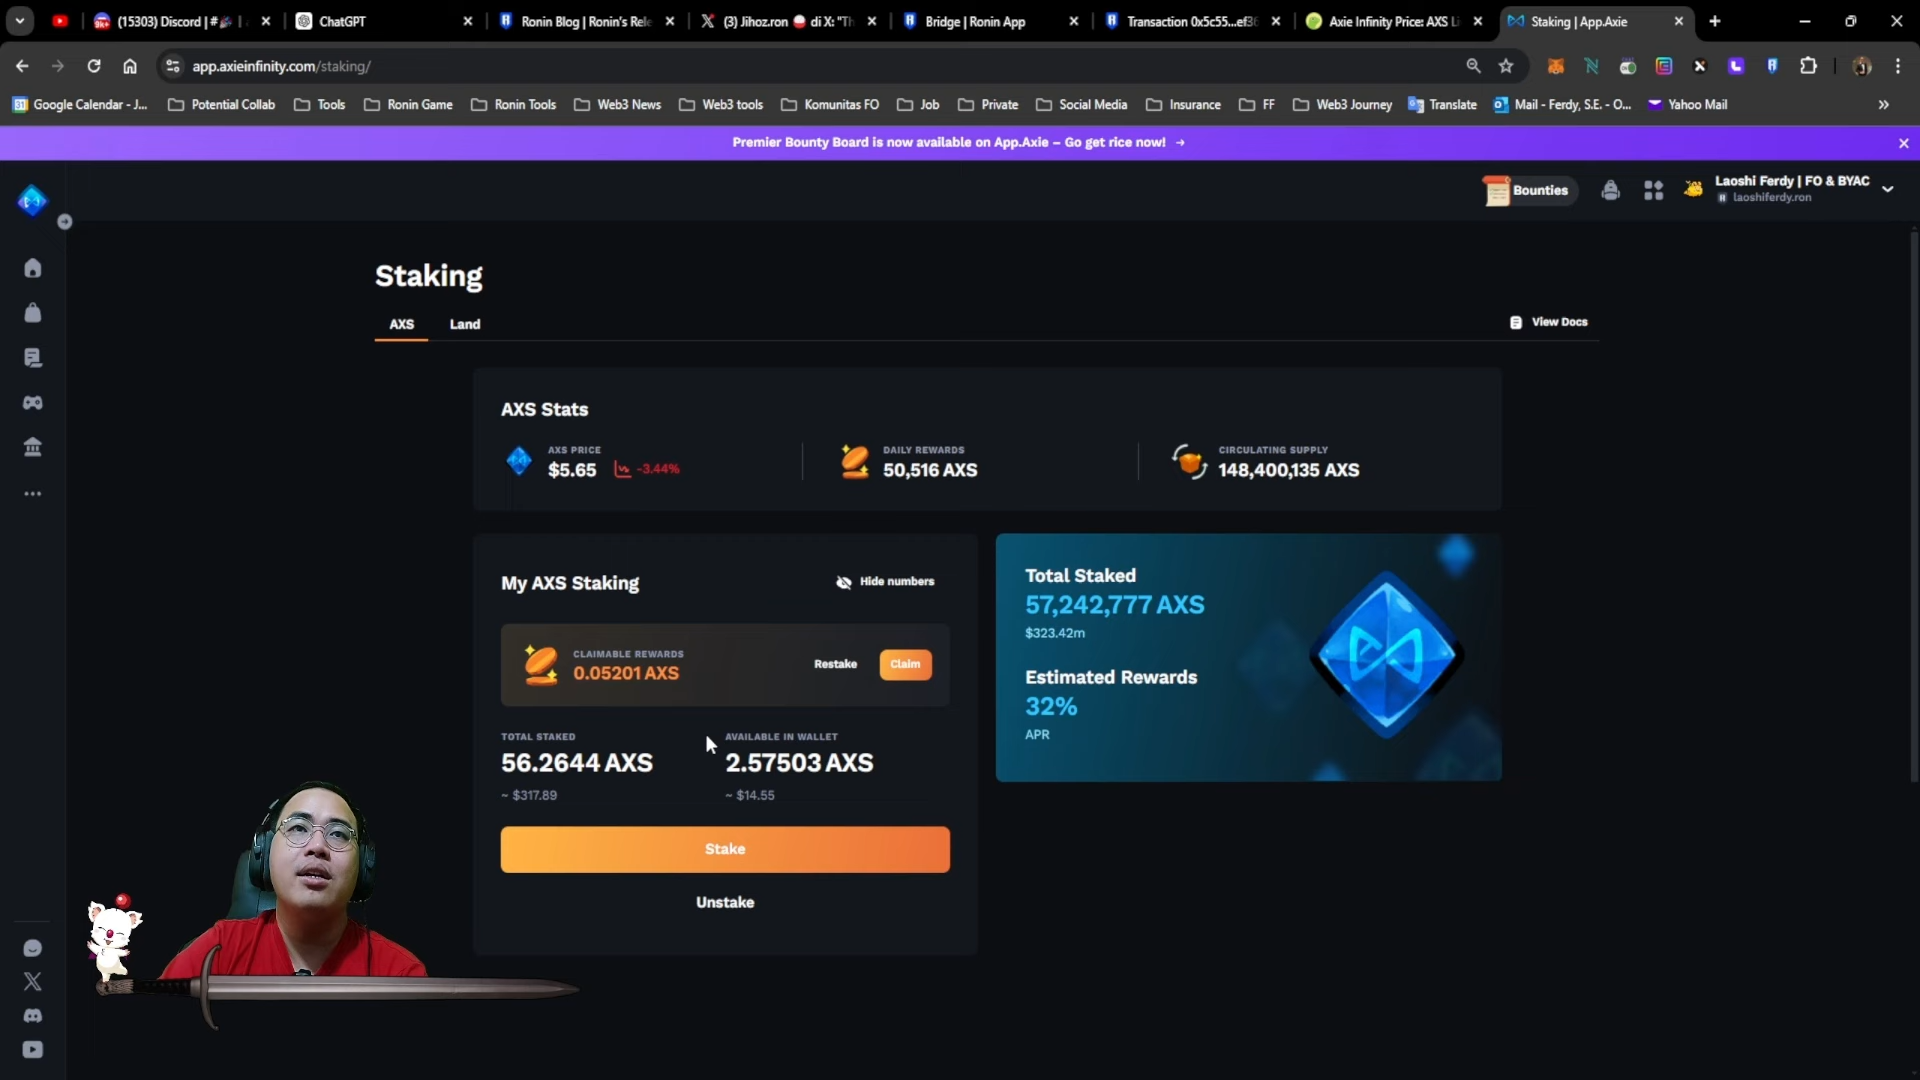 (15303) Discord | #
ChatGPT
Ronin Blog | Ronin's Rele
(3) Jihoz.ron di X: "Th
Bridge | Ronin App
Transaction 0x5c55...ef36
Axie Infinity Price: AXS Li
Staking | App.Axie
app.axieinfinity.com/staking/
Google Calendar - J...
Potential Collab
Tools
Ronin Game
Ronin Tools
Web3 News
Web3 tools
Komunitas FO
Job
Private
Social Media
Insurance
FF
Web3 Journey
Translate
Mail - Ferdy, S.E. - O...
Yahoo Mail
Premier Bounty Board is now available on App.Axie – Go get rice now! →
Bounties
Laoshi Ferdy | FO & BYAC
laoshiferdy.ron
Staking
AXS
Land
View Docs
AXS Stats
AXS PRICE
$5.65
-3.44%
DAILY REWARDS
50,516 AXS
CIRCULATING SUPPLY
148,400,135 AXS
My AXS Staking
Hide numbers
CLAIMABLE REWARDS
0.05201 AXS
Restake
Claim
TOTAL STAKED
56.2644 AXS
~ $317.89
AVAILABLE IN WALLET
2.57503 AXS
~ $14.55
Stake
Unstake
Total Staked
57,242,777 AXS
$323.42m
Estimated Rewards
32%
APR